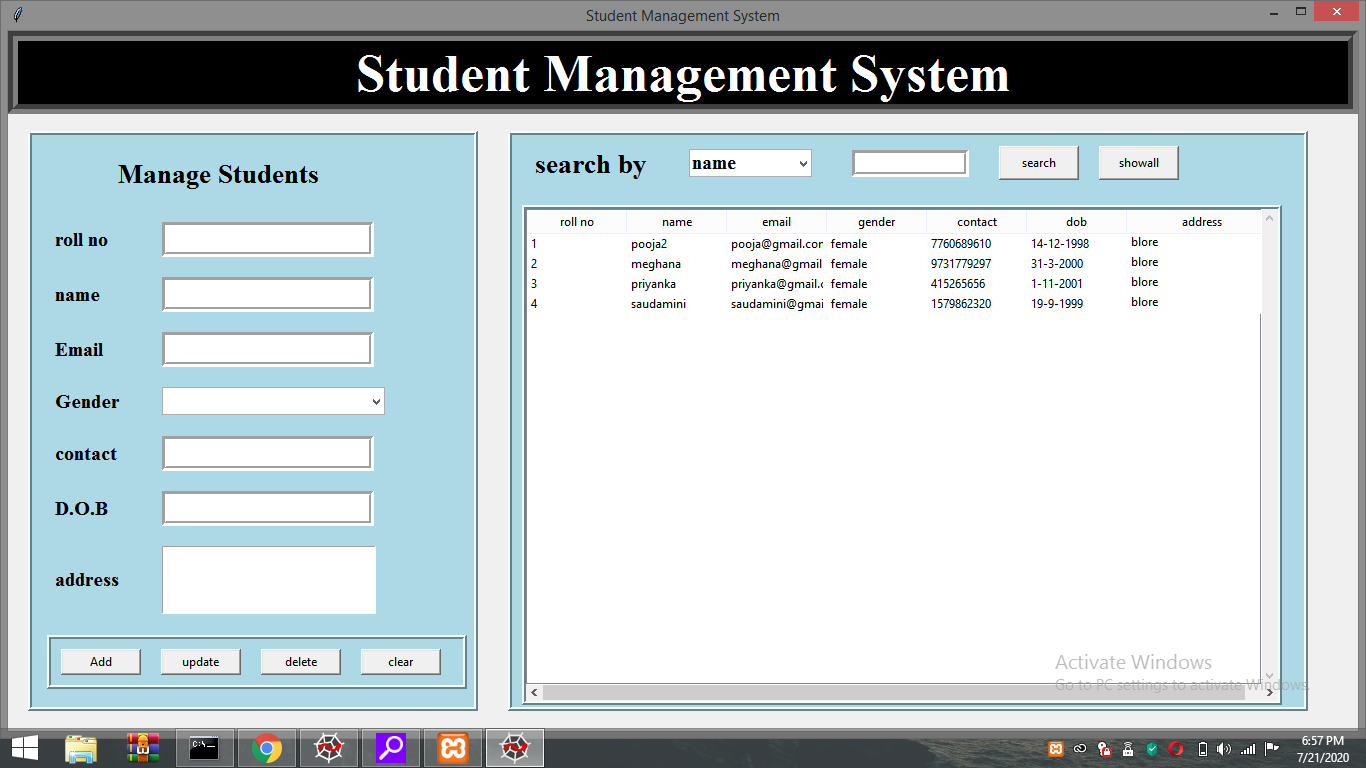 Student Management System
Student Management System
Manage Students
roll no
name
Email
Gender
contact
D.O.B
address
Add update delete clear
search by name search showall
roll no name email gender contact dob address
1 pooja2 pooja@gmail.con female 7760689610 14-12-1998 blore
2 meghana meghana@gmail female 9731779297 31-3-2000 blore
3 priyanka priyanka@gmail.c female 415265656 1-11-2001 blore
4 saudamini saudamini@gmai female 1579862320 19-9-1999 blore
Activate Windows
Go to PC settings to activate Windows.
C:\.
6:57 PM
7/21/2020